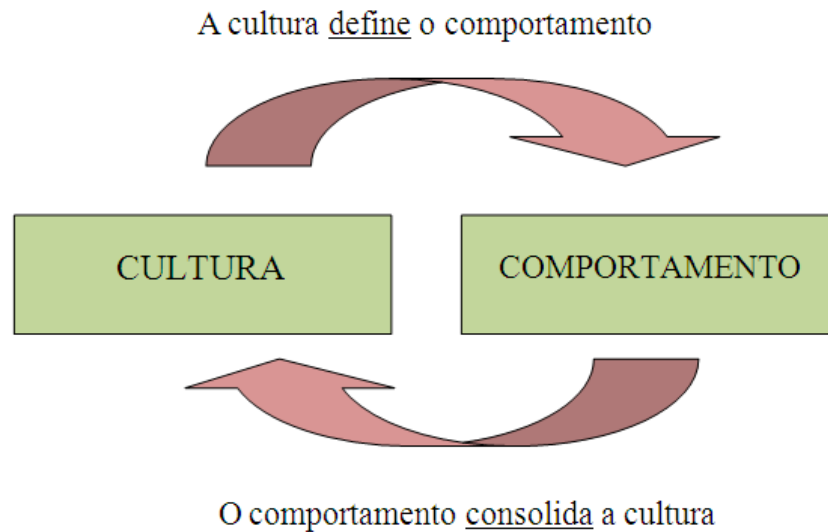 A cultura define o comportamento
CULTURA
COMPORTAMENTO
O comportamento consolida a cultura